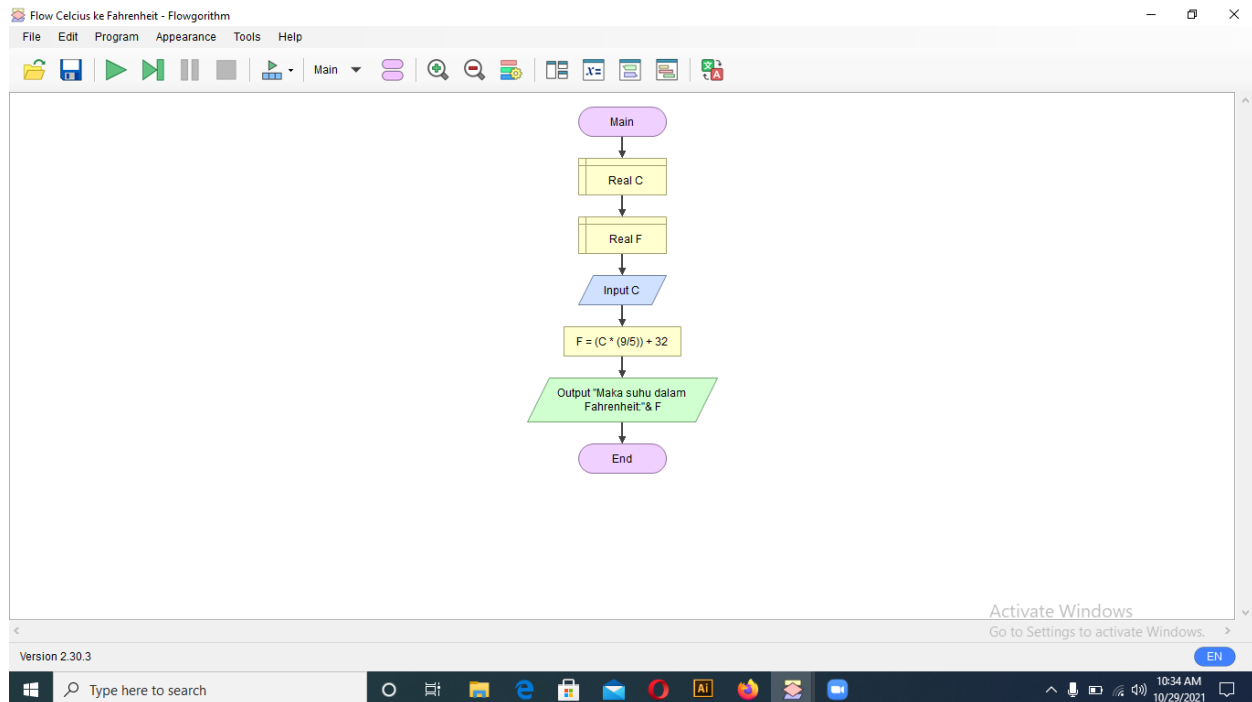 Flow Celcius ke Fahrenheit - Flowgorithm
File Edit Program Appearance Tools Help
Main
x=
Main
Real C
Real F
Input C
F = (C * (9/5)) + 32
Output "Maka suhu dalam
Fahrenheit:"& F
End
Activate Windows
Go to Settings to activate Windows.
Version 2.30.3
EN
Type here to search
Ai
10:34 AM
10/29/2021